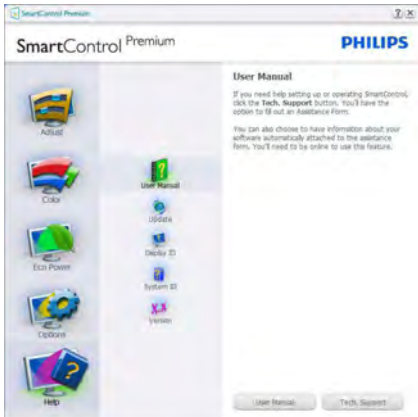 SmartControl Premium
? X
SmartControl Premium
PHILIPS
Adjust
Color
Eco Power
Options
Help
User Manual
Update
Display ID
System ID
Version
User Manual
If you need help setting up or operating SmartControl,
click the Tech. Support button. You'll have the
option to fill out an Assistance Form.
You can also choose to have information about your
software automatically attached to the assistance
form. You'll need to be online to use the feature.
User Manual
Tech. Support